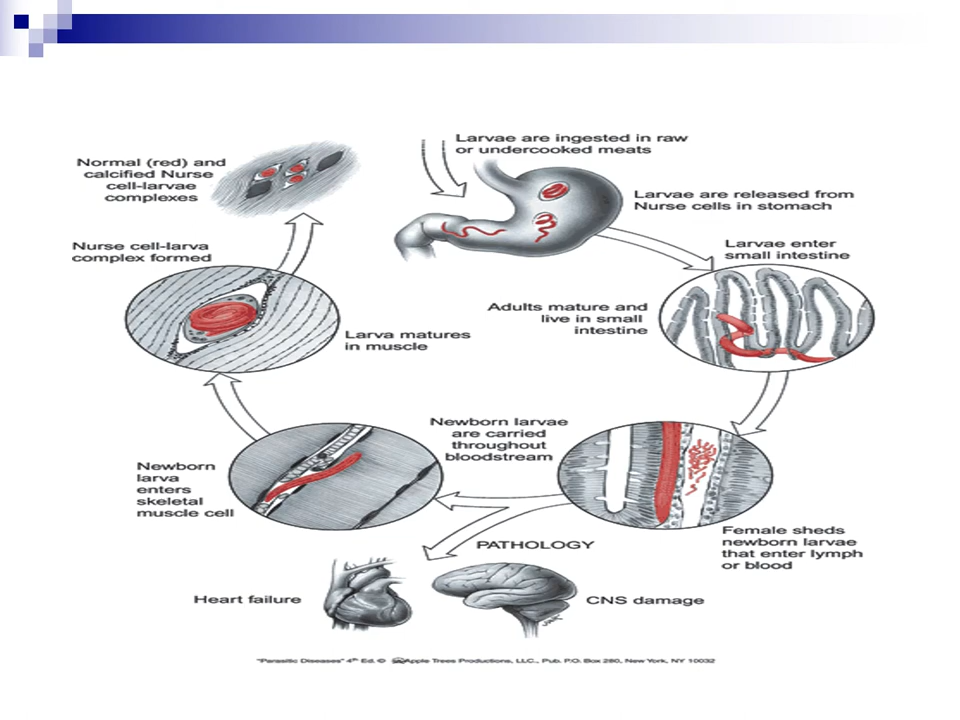 Larvae are ingested in raw
or undercooked meats
Larvae are released from
Nurse cells in stomach
Larvae enter
small intestine
Adults mature and
live in small
intestine
Female sheds
newborn larvae
that enter lymph
or blood
Newborn larvae
are carried
throughout
bloodstream
PATHOLOGY
Heart failure
CNS damage
Newborn
larva
enters
skeletal
muscle cell
Larva matures
in muscle
Nurse cell-larva
complex formed
Normal (red) and
calcified Nurse
cell-larvae
complexes
"Parasitic Diseases" 4th Ed. © Apple Trees Productions, LLC., Pub. P.O. Box 280, New York, NY 10032